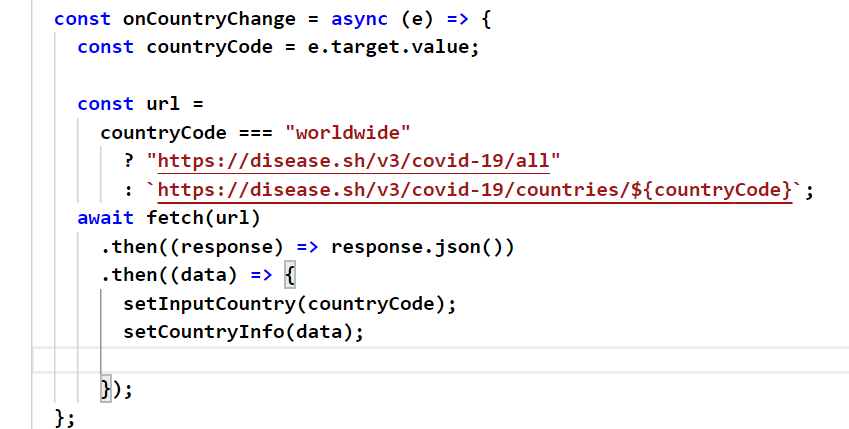 const onCountryChange = async (e) => {
const countryCode = e.target.value;
const url =
countryCode === "worldwide"
? "https://disease.sh/v3/covid-19/all"
: `https://disease.sh/v3/covid-19/countries/${countryCode}`;
await fetch(url)
.then((response) => response.json())
.then((data) => {
setInputCountry(countryCode);
setCountryInfo(data);
});
};